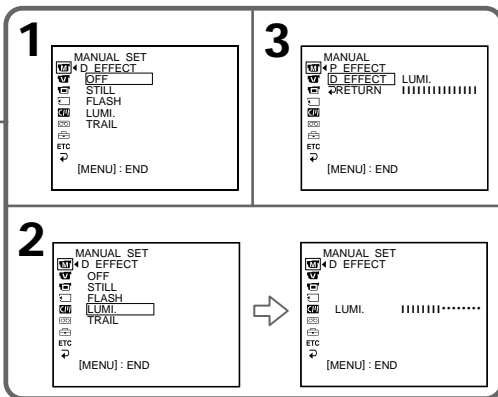 1
MANUAL SET
D EFFECT
OFF
STILL
FLASH
LUMI.
TRAIL
ETC
[MENU] : END
3
MANUAL
P EFFECT
D EFFECT LUMI.
RETURN
ETC
[MENU] : END
2
MANUAL SET
D EFFECT
OFF
STILL
FLASH
LUMI.
TRAIL
ETC
[MENU] : END
MANUAL SET
D EFFECT
LUMI.
ETC
[MENU] : END